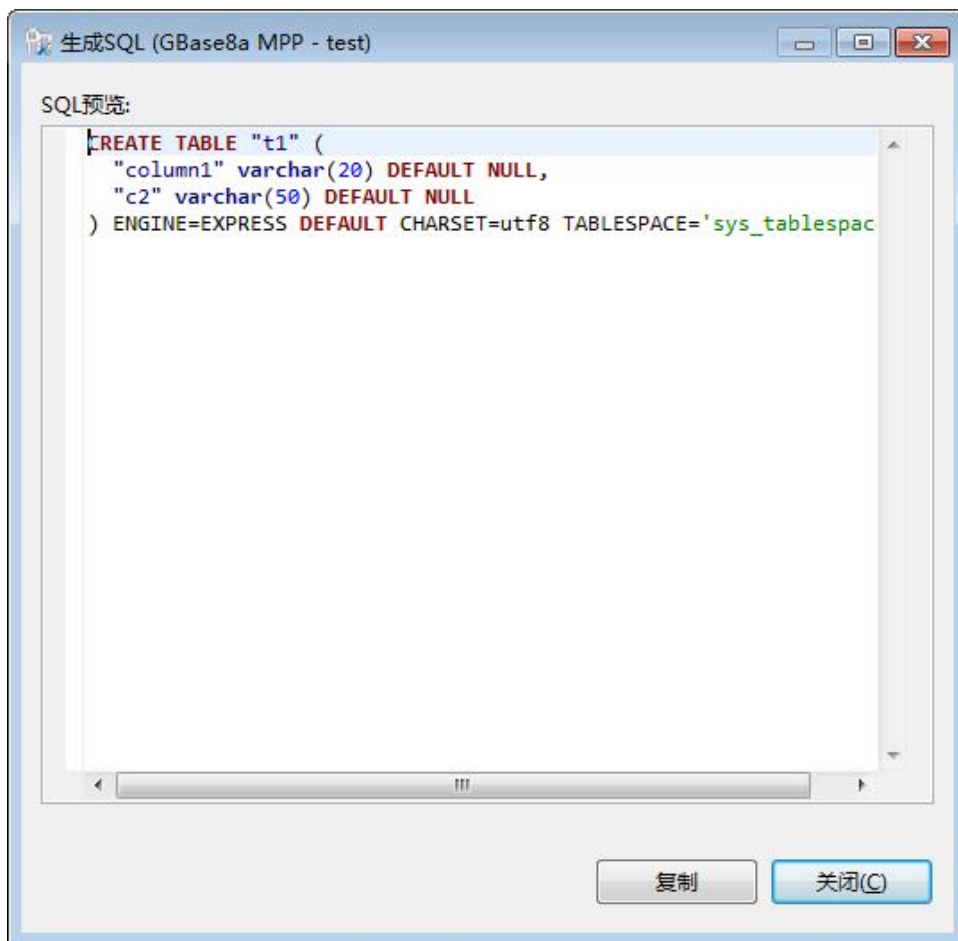 生成SQL (GBase8a MPP - test)
SQL预览:
CREATE TABLE "t1" (
"column1" varchar(20) DEFAULT NULL,
"c2" varchar(50) DEFAULT NULL
) ENGINE=EXPRESS DEFAULT CHARSET=utf8 TABLESPACE='sys_tablespac
复制
关闭(C)